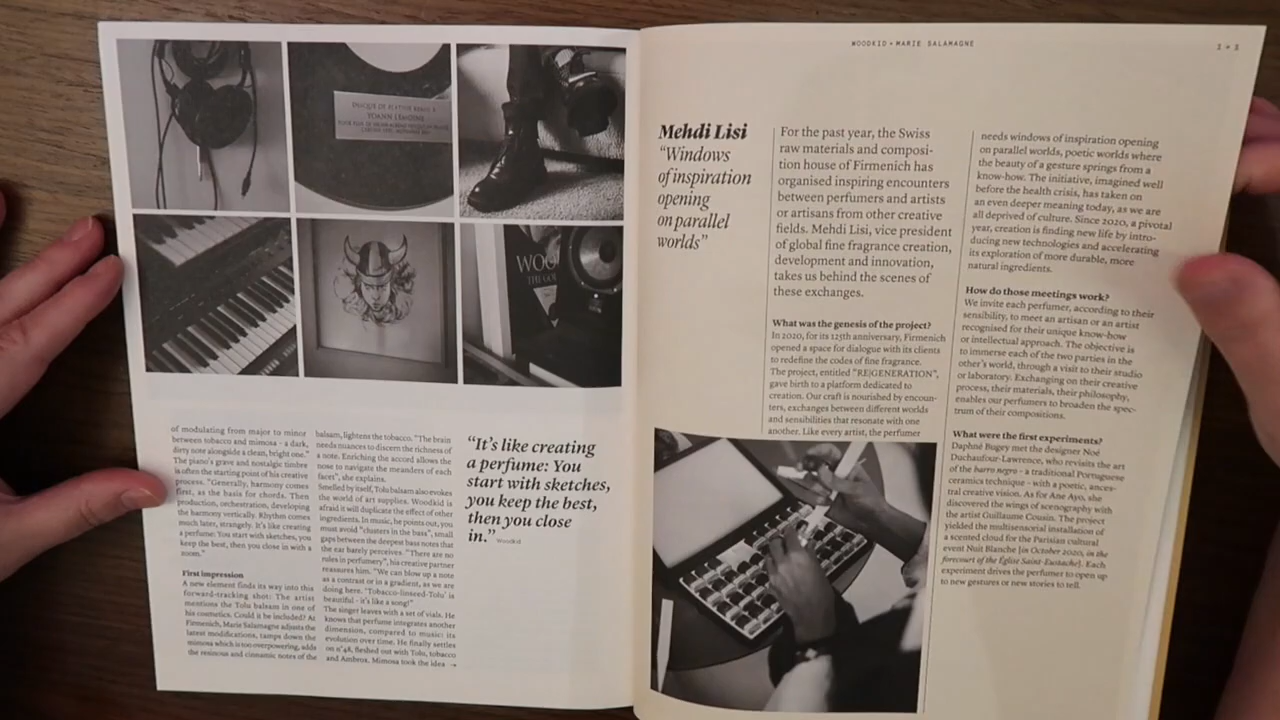 DISQUE DE PLATINE REMIS À
YOANN LEMOINE
WOO
THE GOL
of modulating from major to minor
between tobacco and mimosa - a dark,
dirty note alongside a clean, bright one."
The piano's grave and nostalgic timbre
is often the starting point of his creative
process. "Generally, harmony comes
first, as the basis for chords. Then
production, orchestration, developing
the harmony vertically. Rhythm comes
much later, strangely. It's like creating
a perfume: You start with sketches, you
keep the best, then you close in with a
zoom."
First impression
A new element finds its way into this
forward-tracking shot: The artist
mentions the Tolu balsam in one of
his cosmetics. Could it be included? At
Firmenich, Marie Salamagne adjusts the
latest modifications, tamps down the
mimosa which is too overpowering, adds
the resinous and cinnamic notes of the
balsam, lightens the tobacco. "The brain
needs nuances to discern the richness of
a note. Enriching the accord allows the
nose to navigate the meanders of each
facets", she explains.
Smelled by itself, Tolu balsam also evokes
the world of art supplies. Woodkid is
afraid it will duplicate the effect of other
ingredients. In music, he points out, you
must avoid "clusters in the bass", small
gaps between the deepest bass notes that
the ear barely perceives. "There are no
rules in perfumery", his creative partner
reassures him. "We can blow up a note
as a contrast or in a gradient, as we are
doing here. 'Tobacco-linseed-Tolu' is
beautiful - it's like a song!"
The singer leaves with a set of vials. He
knows that perfume integrates another
dimension, compared to music: its
evolution over time. He finally settles
on n°48, fleshed out with Tolu, tobacco
and Ambrox. Mimosa took the idea →
"It's like creating
a perfume: You
start with sketches,
you keep the best,
then you close
in." Woodkid
WOODKID + MARIE SALAMAGNE
1 + 1
Mehdi Lisi
"Windows
of inspiration
opening
on parallel
worlds"
For the past year, the Swiss
raw materials and composi-
tion house of Firmenich has
organised inspiring encounters
between perfumers and artists
or artisans from other creative
fields. Mehdi Lisi, vice president
of global fine fragrance creation,
development and innovation,
takes us behind the scenes of
these exchanges.
What was the genesis of the project?
In 2020, for its 125th anniversary, Firmenich
opened a space for dialogue with its clients
to redefine the codes of fine fragrance.
The project, entitled "RE|GENERATION",
gave birth to a platform dedicated to
creation. Our craft is nourished by encoun-
ters, exchanges between different worlds
and sensibilities that resonate with one
another. Like every artist, the perfumer
needs windows of inspiration opening
on parallel worlds, poetic worlds where
the beauty of a gesture springs from a
know-how. The initiative, imagined well
before the health crisis, has taken on
an even deeper meaning today, as we are
all deprived of culture. Since 2020, a pivotal
year, creation is finding new life by intro-
ducing new technologies and accelerating
its exploration of more durable, more
natural ingredients.
How do those meetings work?
We invite each perfumer, according to their
sensibility, to meet an artisan or an artist
recognised for their unique know-how
or intellectual approach. The objective is
to immerse each of the two parties in the
other's world, through a visit to their studio
or laboratory. Exchanging on their creative
process, their materials, their philosophy,
enables our perfumers to broaden the spec-
trum of their compositions.
What were the first experiments?
Daphné Bugey met the designer Noé
Duchaufour-Lawrence, who revisits the art
of the barro negro - a traditional Portuguese
ceramics technique - with a poetic, ances-
tral creative vision. As for Ane Ayo, she
discovered the wings of scenography with
the artist Guillaume Cousin. The project
yielded the multisensorial installation of
a scented cloud for the Parisian cultural
event Nuit Blanche [in October 2020, in the
forecourt of the Église Saint-Eustache]. Each
experiment drives the perfumer to open up
to new gestures or new stories to tell.